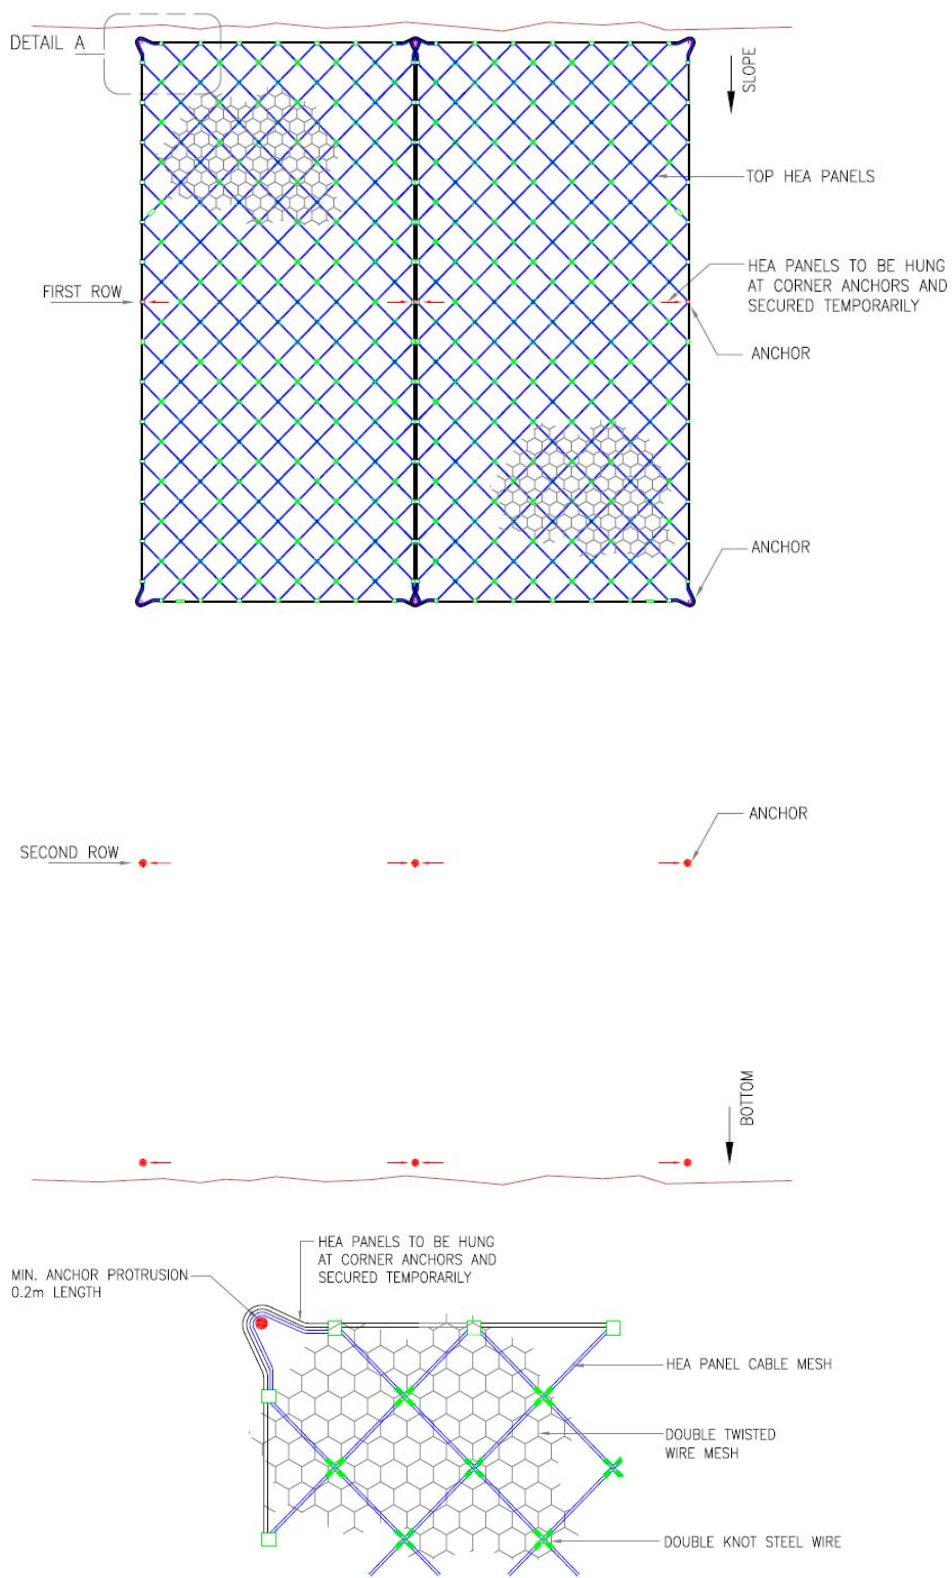 DETAIL A
SLOPE
TOP HEA PANELS
HEA PANELS TO BE HUNG
AT CORNER ANCHORS AND
SECURED TEMPORARILY
FIRST ROW
ANCHOR
ANCHOR
ANCHOR
SECOND ROW
BOTTOM
HEA PANELS TO BE HUNG
AT CORNER ANCHORS AND
SECURED TEMPORARILY
MIN. ANCHOR PROTRUSION
0.2m LENGTH
HEA PANEL CABLE MESH
DOUBLE TWISTED
WIRE MESH
DOUBLE KNOT STEEL WIRE